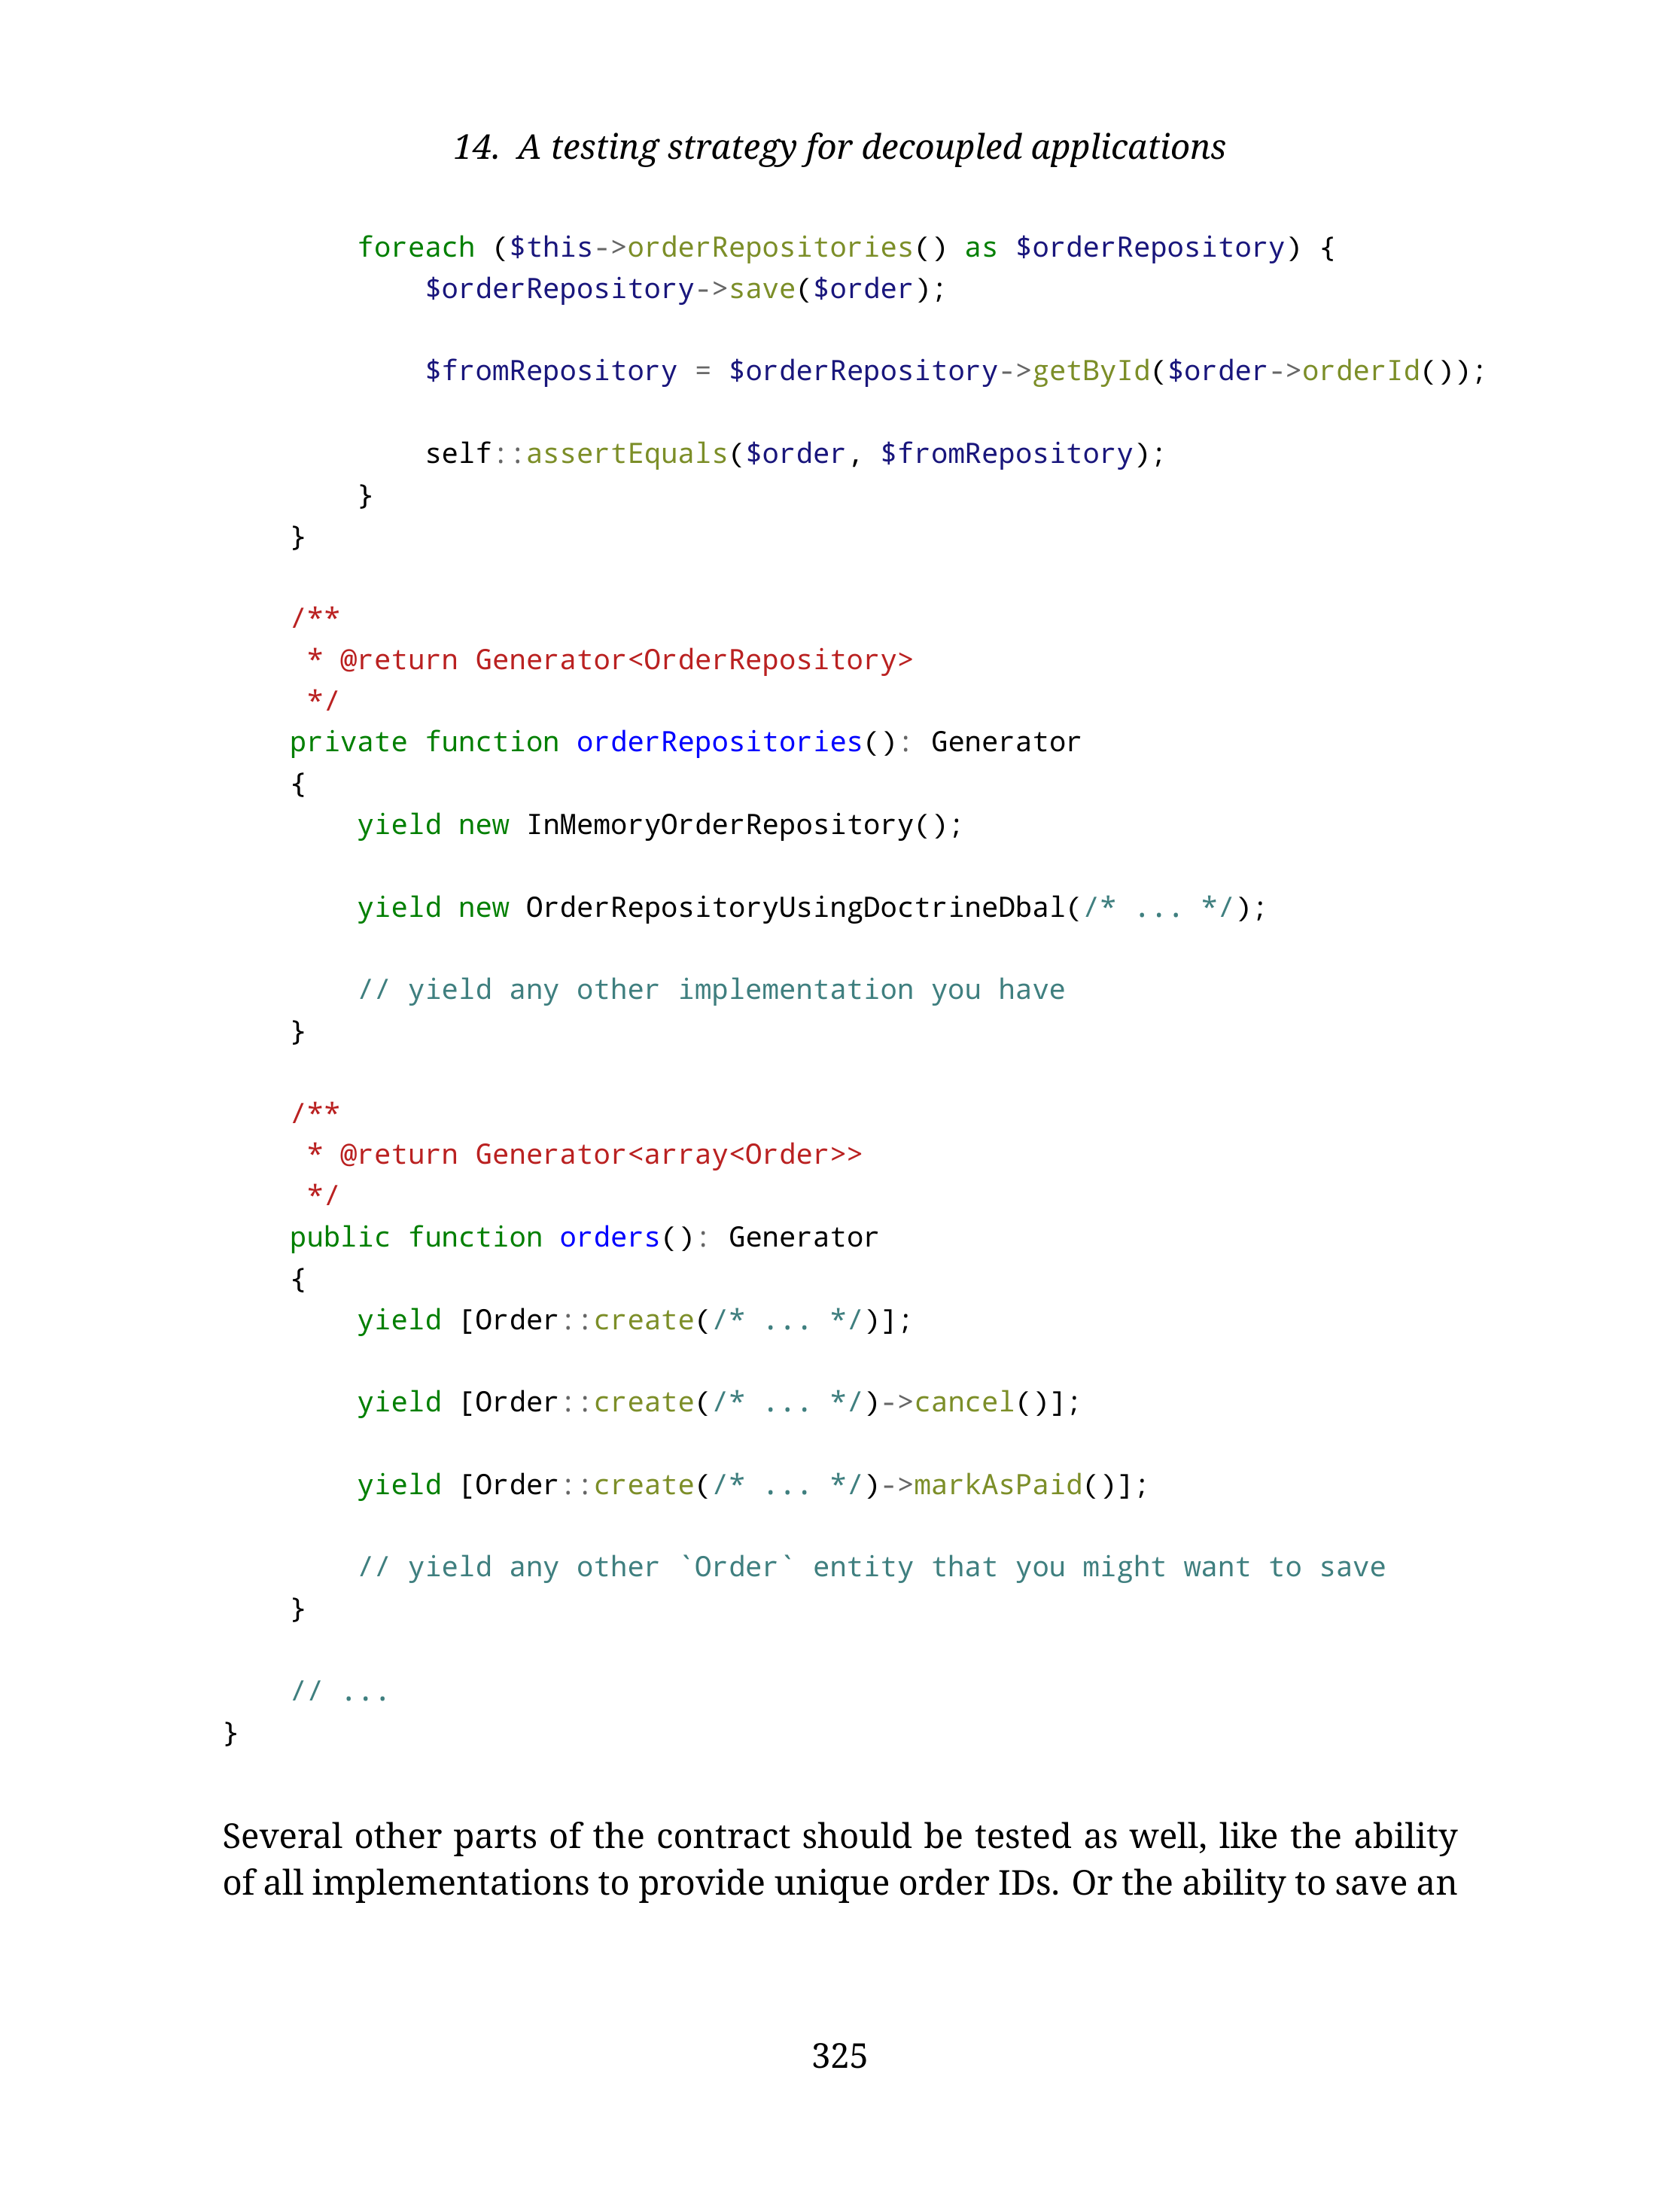 14. A testing strategy for decoupled applications
        foreach ($this->orderRepositories() as $orderRepository) {
            $orderRepository->save($order);

            $fromRepository = $orderRepository->getById($order->orderId());

            self::assertEquals($order, $fromRepository);
        }
    }

    /**
     * @return Generator<OrderRepository>
     */
    private function orderRepositories(): Generator
    {
        yield new InMemoryOrderRepository();

        yield new OrderRepositoryUsingDoctrineDbal(/* ... */);

        // yield any other implementation you have
    }

    /**
     * @return Generator<array<Order>>
     */
    public function orders(): Generator
    {
        yield [Order::create(/* ... */)];

        yield [Order::create(/* ... */)->cancel()];

        yield [Order::create(/* ... */)->markAsPaid()];

        // yield any other `Order` entity that you might want to save
    }

    // ...
}
Several other parts of the contract should be tested as well, like the ability
of all implementations to provide unique order IDs. Or the ability to save an
325